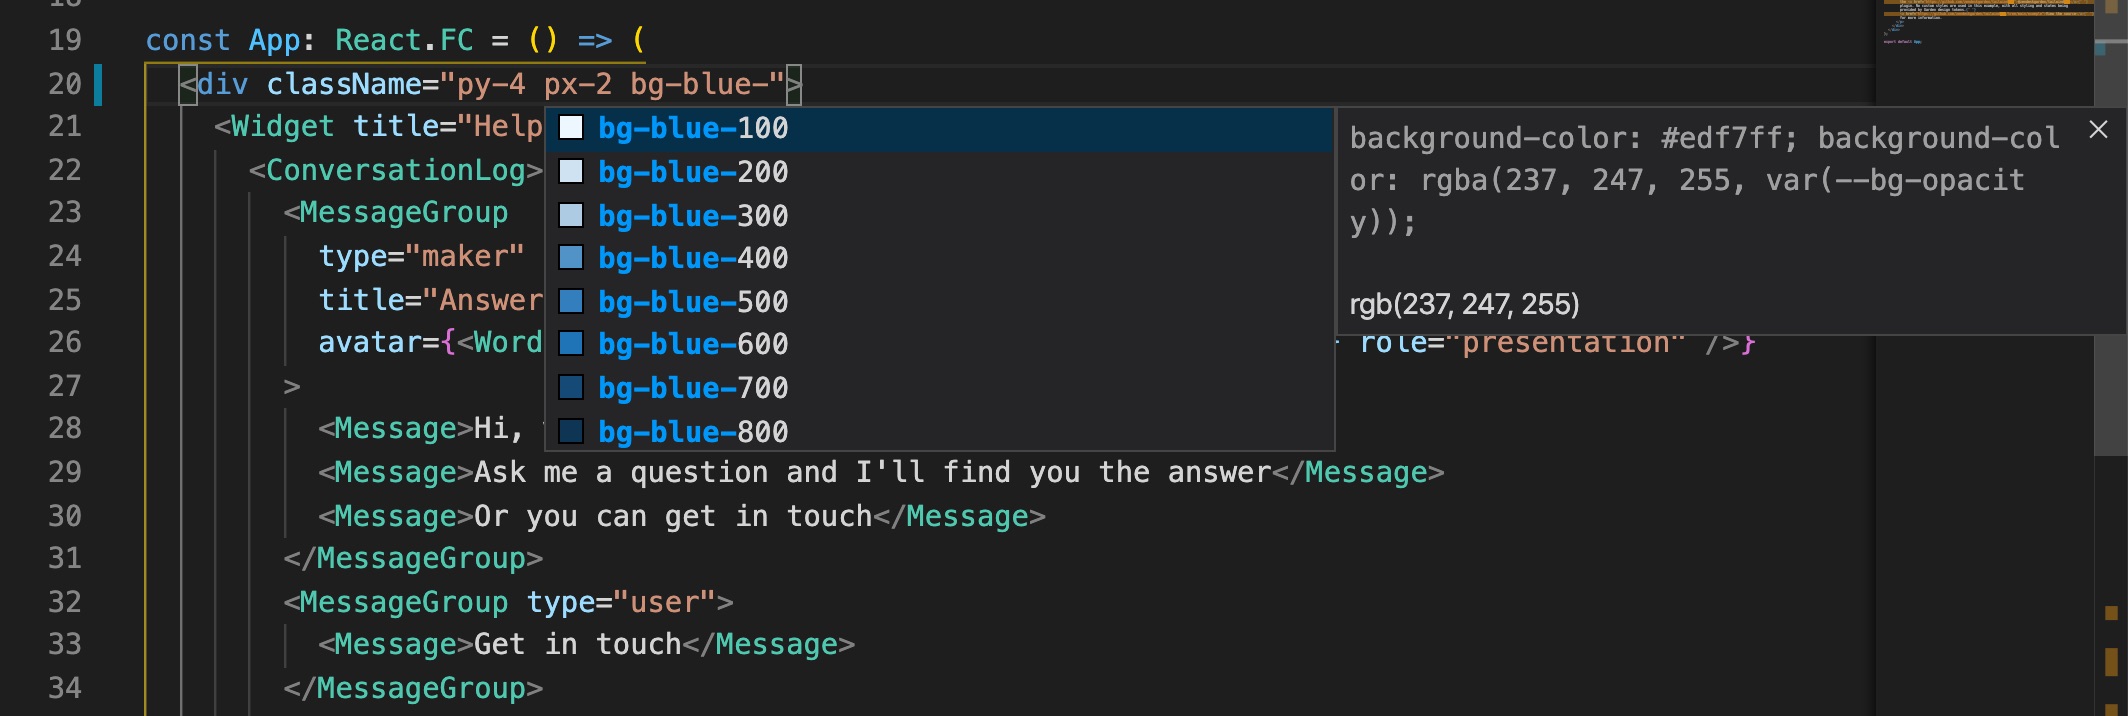 19 const App: React.FC = () => (
20 <div className="py-4 px-2 bg-blue-">
21 <Widget title="Help
22 <ConversationLog>
23 <MessageGroup
24 type="maker"
25 title="Answer
26 avatar={<Word role="presentation" />}
27 >
28 <Message>Hi,
29 <Message>Ask me a question and I'll find you the answer</Message>
30 <Message>Or you can get in touch</Message>
31 </MessageGroup>
32 <MessageGroup type="user">
33 <Message>Get in touch</Message>
34 </MessageGroup>
bg-blue-100
bg-blue-200
bg-blue-300
bg-blue-400
bg-blue-500
bg-blue-600
bg-blue-700
bg-blue-800
background-color: #edf7ff; background-col
or: rgba(237, 247, 255, var(--bg-opacit
y));
rgb(237, 247, 255)